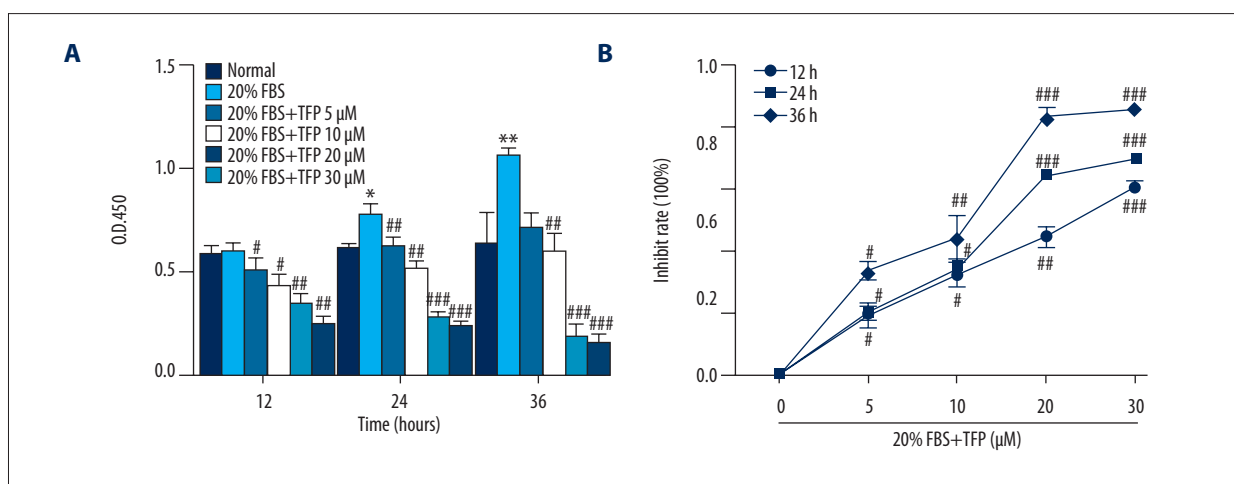 A
1.5
1.0
0.5
0.0
O.D.450
Normal
20% FBS
20% FBS+TFP 5 µM
20% FBS+TFP 10 µM
20% FBS+TFP 20 µM
20% FBS+TFP 30 µM
#
#
##
##
*
##
##
###
###
**
##
###
###
12
24
36
Time (hours)
B
1.0
0.8
0.6
0.2
0.0
Inhibit rate (100%)
12 h
24 h
36 h
#
#
#
##
#
#
###
###
##
###
###
###
0
5
10
20
30
20% FBS+TFP (µM)